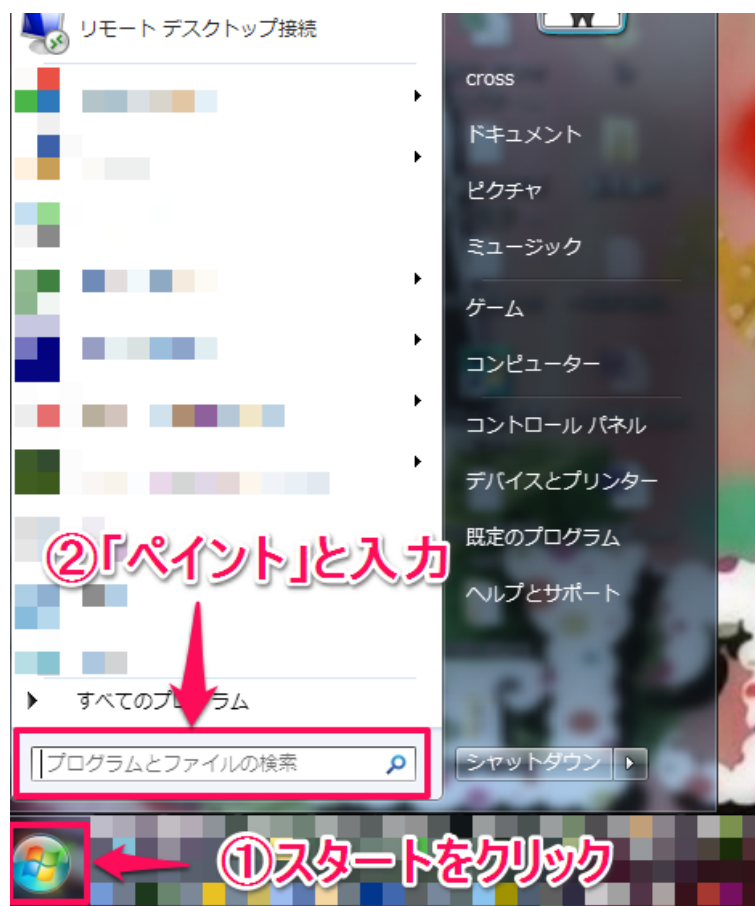 リモート デスクトップ接続
cross
ドキュメント
ピクチャ
ミュージック
ゲーム
コンピューター
コントロール パネル
デバイスとプリンター
既定のプログラム
ヘルプとサポート
②「ペイント」と入力
すべてのプログラム
プログラムとファイルの検索
シャットダウン
①スタートをクリック